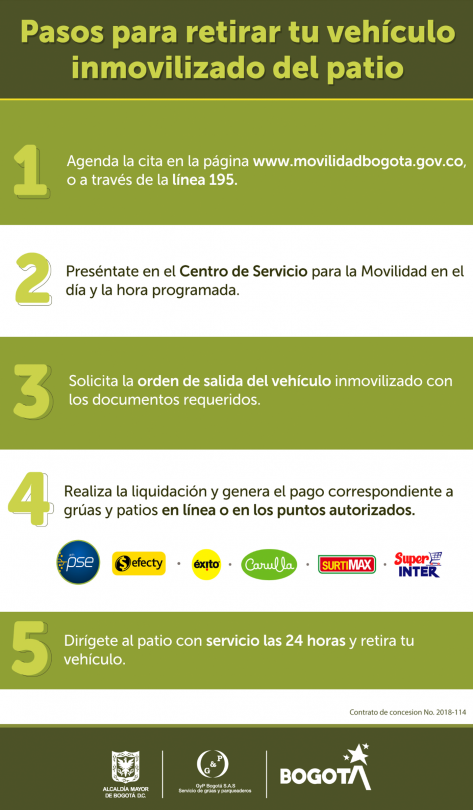 Pasos para retirar tu vehículo
inmovilizado del patio
1
Agenda la cita en la página www.movilidadbogota.gov.co,
o a través de la línea 195.
2
Preséntate en el Centro de Servicio para la Movilidad en el
día y la hora programada.
3
Solicita la orden de salida del vehículo inmovilizado con
los documentos requeridos.
4
Realiza la liquidación y genera el pago correspondiente a
grúas y patios en línea o en los puntos autorizados.
pse
Sefecty
éxito
Carulla
SURTIMAX
Super
INTER
5
Dirígete al patio con servicio las 24 horas y retira tu
vehículo.
Contrato de concesion No. 2018-114
ALCALDÍA MAYOR
DE BOGOTÁ D.C.
G&P
GyP Bogotá S.A.S
Servicio de grúas y parqueaderos
BOGOTÁ